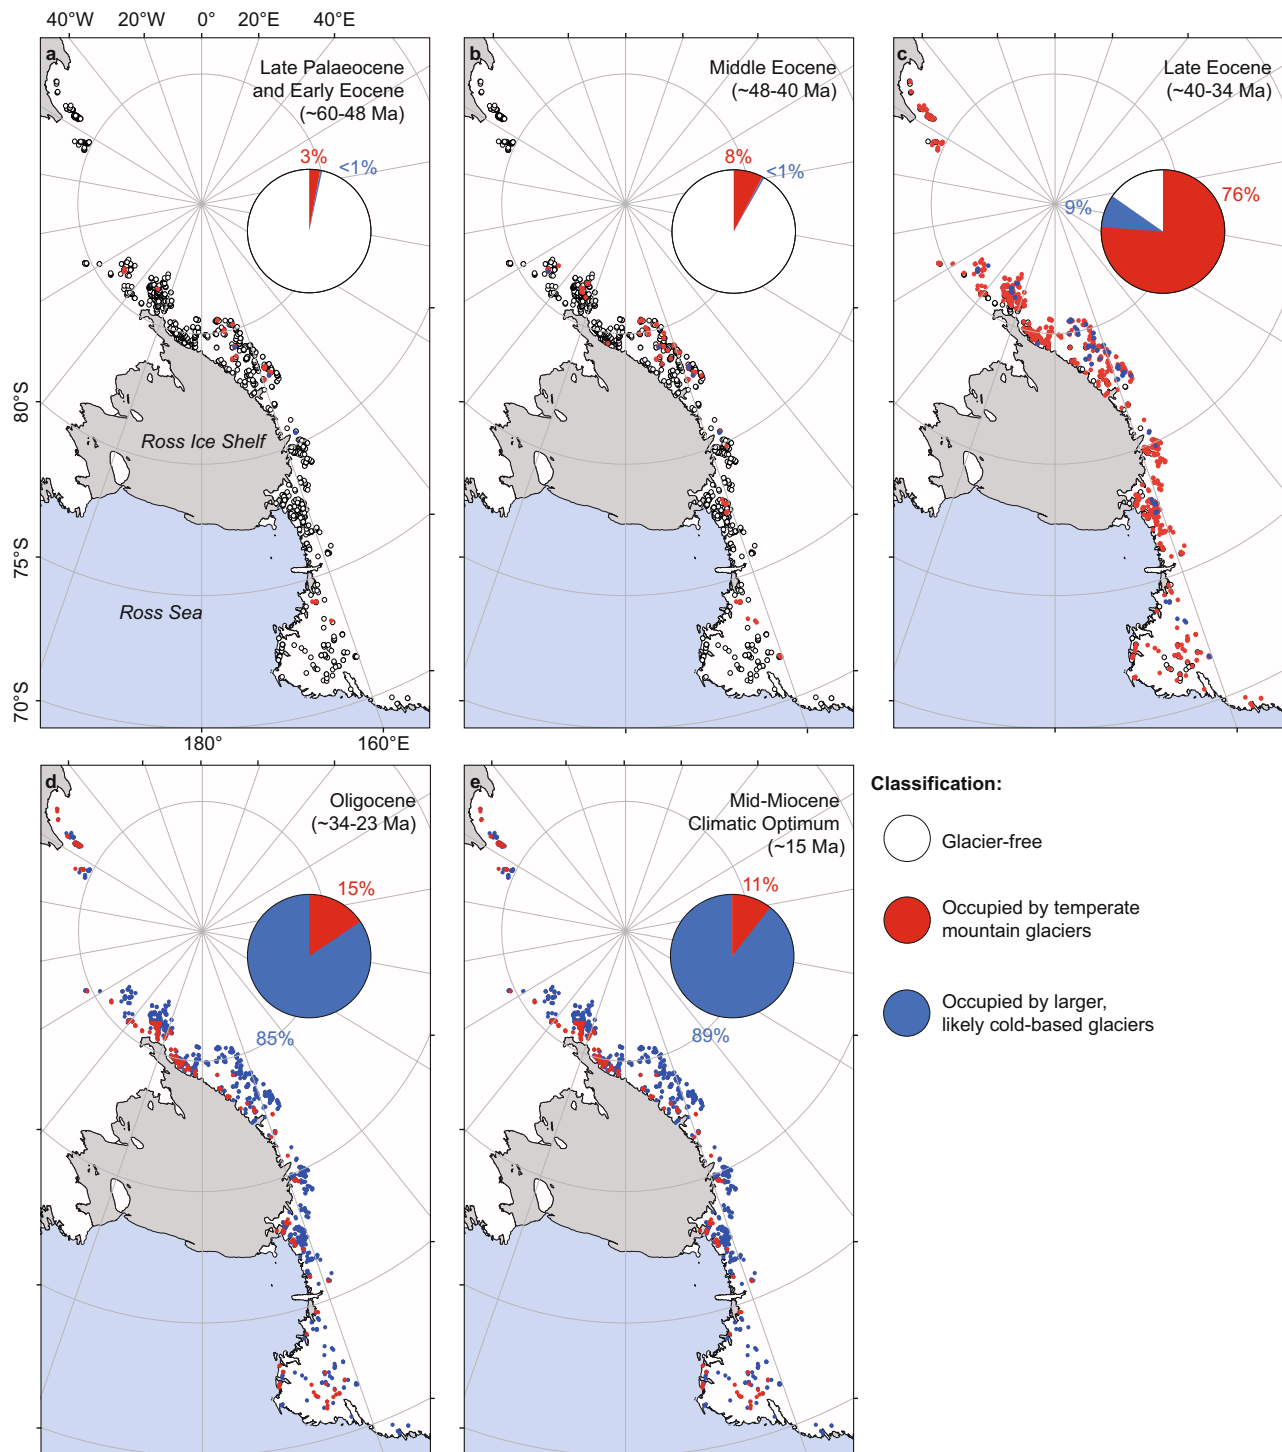 40°W 20°W 0° 20°E 40°E
a
Late Palaeocene
and Early Eocene
(~60-48 Ma)
3%
<1%
80°S
75°S
70°S
Ross Ice Shelf
Ross Sea
180° 160°E
b
Middle Eocene
(~48-40 Ma)
8%
<1%
c
Late Eocene
(~40-34 Ma)
76%
9%
d
Oligocene
(~34-23 Ma)
15%
85%
e
Mid-Miocene
Climatic Optimum
(~15 Ma)
11%
89%
Classification:
Glacier-free
Occupied by temperate
mountain glaciers
Occupied by larger,
likely cold-based glaciers